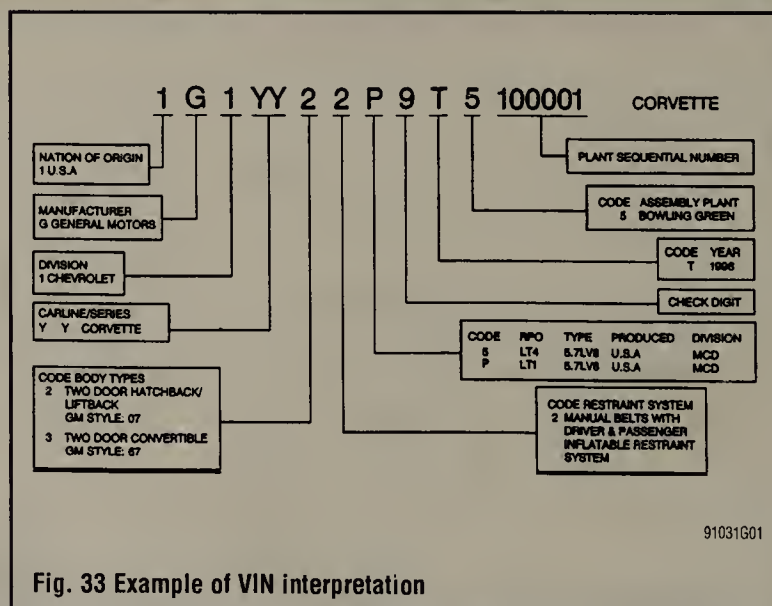 1 G 1 YY 2 2 P 9 T 5 100001 CORVETTE
NATION OF ORIGIN
1 U.S.A
MANUFACTURER
G GENERAL MOTORS
DIVISION
1 CHEVROLET
CARLINE/SERIES
Y Y CORVETTE
CODE BODY TYPES
2 TWO DOOR HATCHBACK/
LIFTBACK
GM STYLE: 07
3 TWO DOOR CONVERTIBLE
GM STYLE: 67
PLANT SEQUENTIAL NUMBER
CODE ASSEMBLY PLANT
5 BOWLING GREEN
CODE YEAR
T 1996
CHECK DIGIT
CODE RPO TYPE PRODUCED DIVISION
5 LT4 5.7LV8 U.S.A MCD
P LT1 5.7LV8 U.S.A MCD
CODE RESTRAINT SYSTEM
2 MANUAL BELTS WITH
DRIVER & PASSENGER
INFLATABLE RESTRAINT
SYSTEM
91031G01
Fig. 33 Example of VIN interpretation